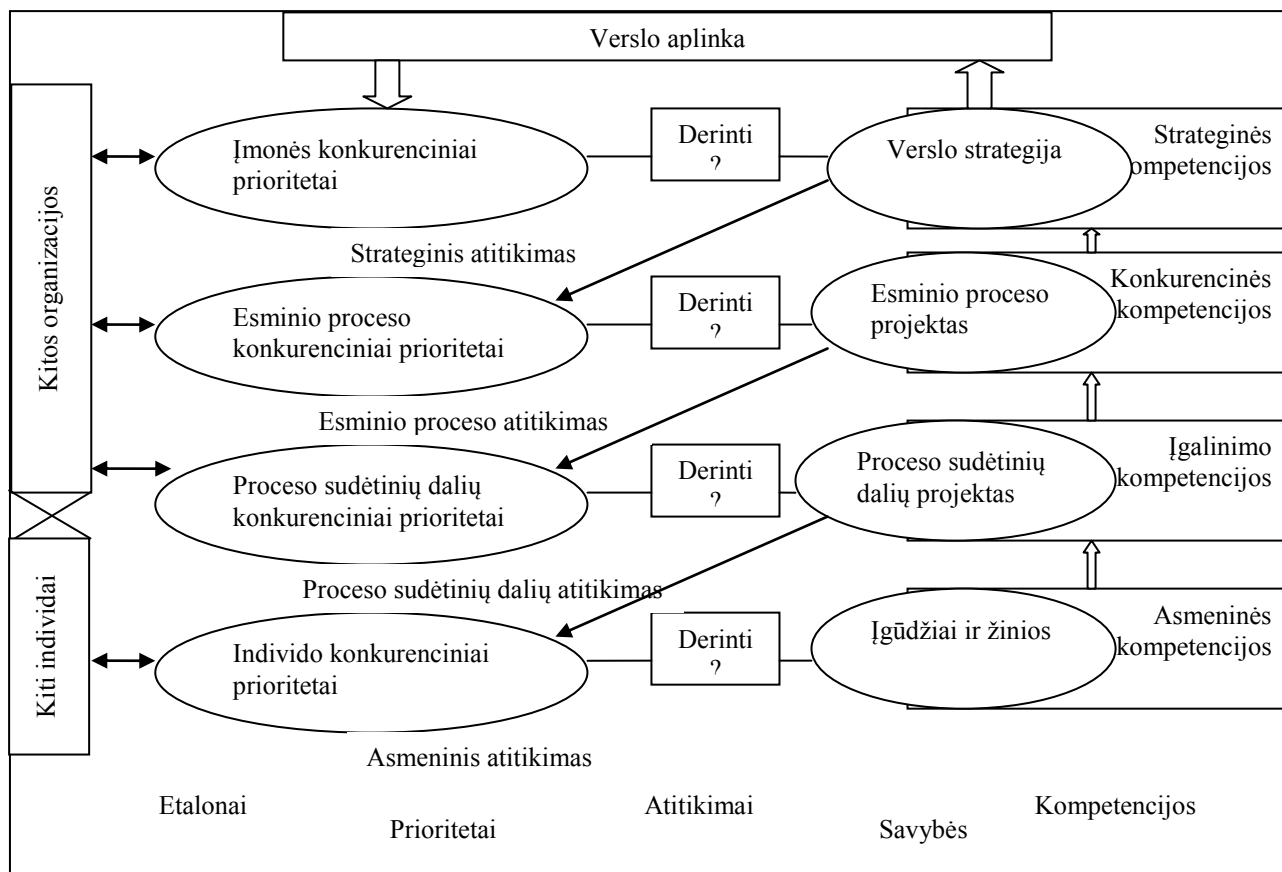 Verslo aplinka
Kitos organizacijos
Įmonės konkurenciniai
prioritetai
Derinti
?
Verslo strategija
Strateginės
ompetencijos
Strateginis atitikimas
Esminio proceso
konkurenciniai prioritetai
Derinti
?
Esminio proceso
projektas
Konkurencinės
kompetencijos
Esminio proceso atitikimas
Proceso sudėtinių dalių
konkurenciniai prioritetai
Derinti
?
Proceso sudėtinių
dalių projektas
Įgalinimo
kompetencijos
Proceso sudėtinių dalių atitikimas
Kiti individai
Individo konkurenciniai
prioritetai
Derinti
?
Įgūdžiai ir žinios
Asmeninės
kompetencijos
Asmeninis atitikimas
Etalonai
Prioritetai
Atitikimai
Savybės
Kompetencijos